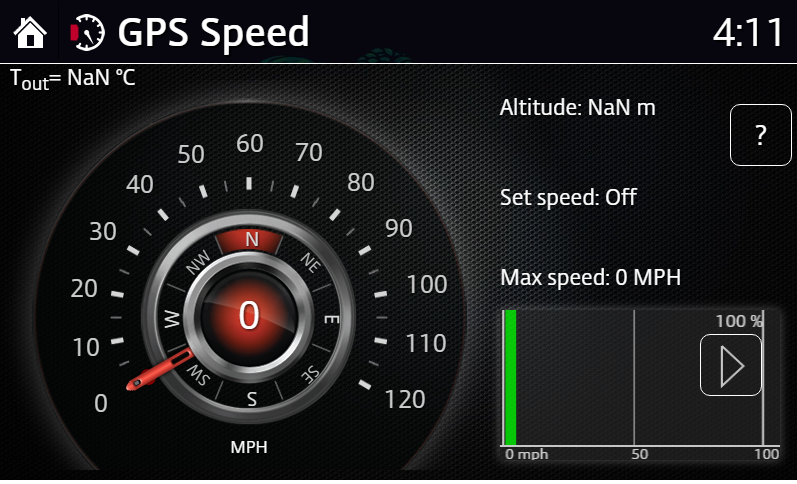 GPS Speed
4:11
Tout= NaN °C
Altitude: NaN m
?
Set speed: Off
Max speed: 0 MPH
0
10
20
30
40
50
60
70
80
90
100
110
120
N
NE
E
SE
S
SW
W
NW
0
MPH
100 %
0 mph
50
100